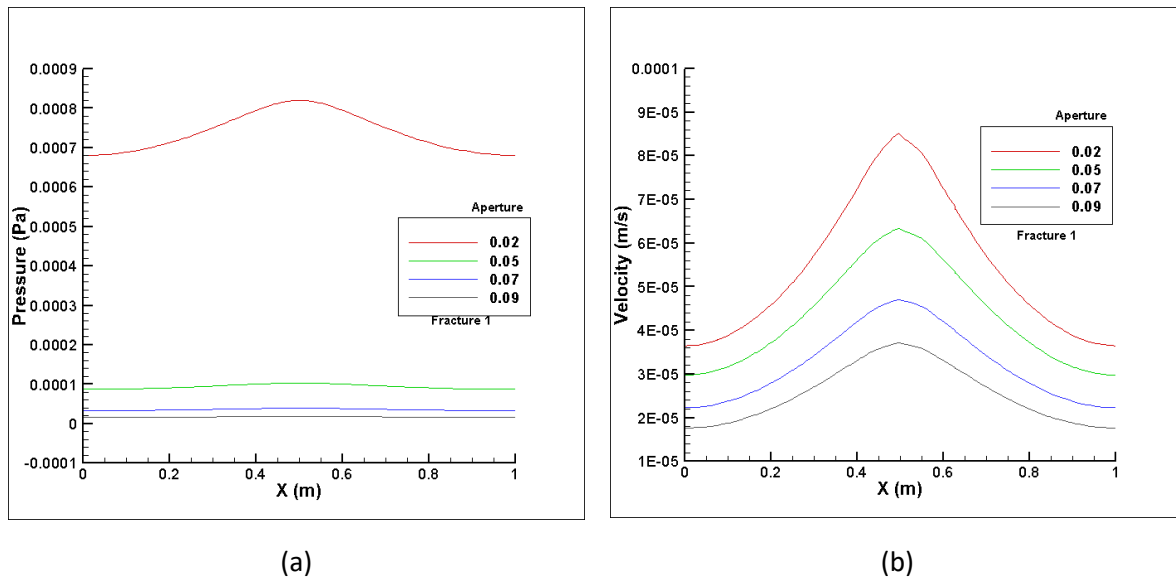 0.0009
0.0008
0.0007
0.0006
0.0005
0.0004
0.0003
0.0002
0.0001
0
-0.0001
Pressure (Pa)
0 0.2 0.4 0.6 0.8 1
X (m)
Aperture
0.02
0.05
0.07
0.09
Fracture 1
(a)
0.0001
9E-05
8E-05
7E-05
6E-05
5E-05
4E-05
3E-05
2E-05
1E-05
Velocity (m/s)
0 0.2 0.4 0.6 0.8 1
X (m)
Aperture
0.02
0.05
0.07
0.09
Fracture 1
(b)